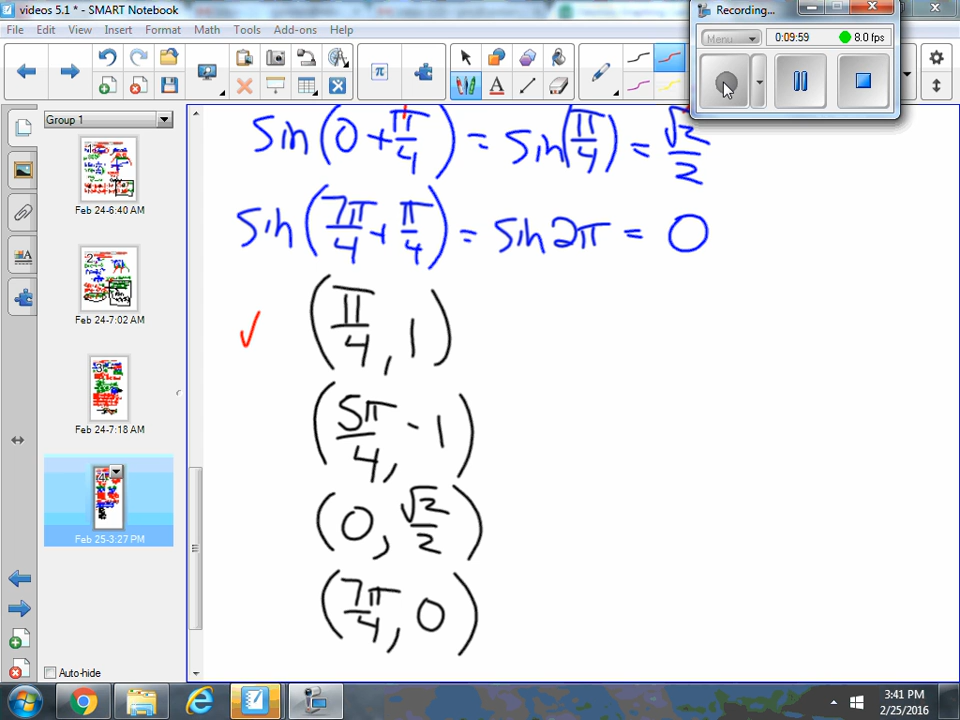 videos 5.1 * - SMART Notebook
Recording...
File Edit View Insert Format Math Tools Add-ons Help
Menu 0:09:59 8.0 fps
Group 1
Feb 24-6:40 AM
Feb 24-7:02 AM
Feb 24-7:18 AM
Feb 25-3:27 PM
Auto-hide
sin(0 + π/4) = sin(π/4) = √2/2
sin(7π/4 + π/4) = sin 2π = 0
✓ (π/4, 1)
(5π/4, -1)
(0, √2/2)
(7π/4, 0)
3:41 PM
2/25/2016